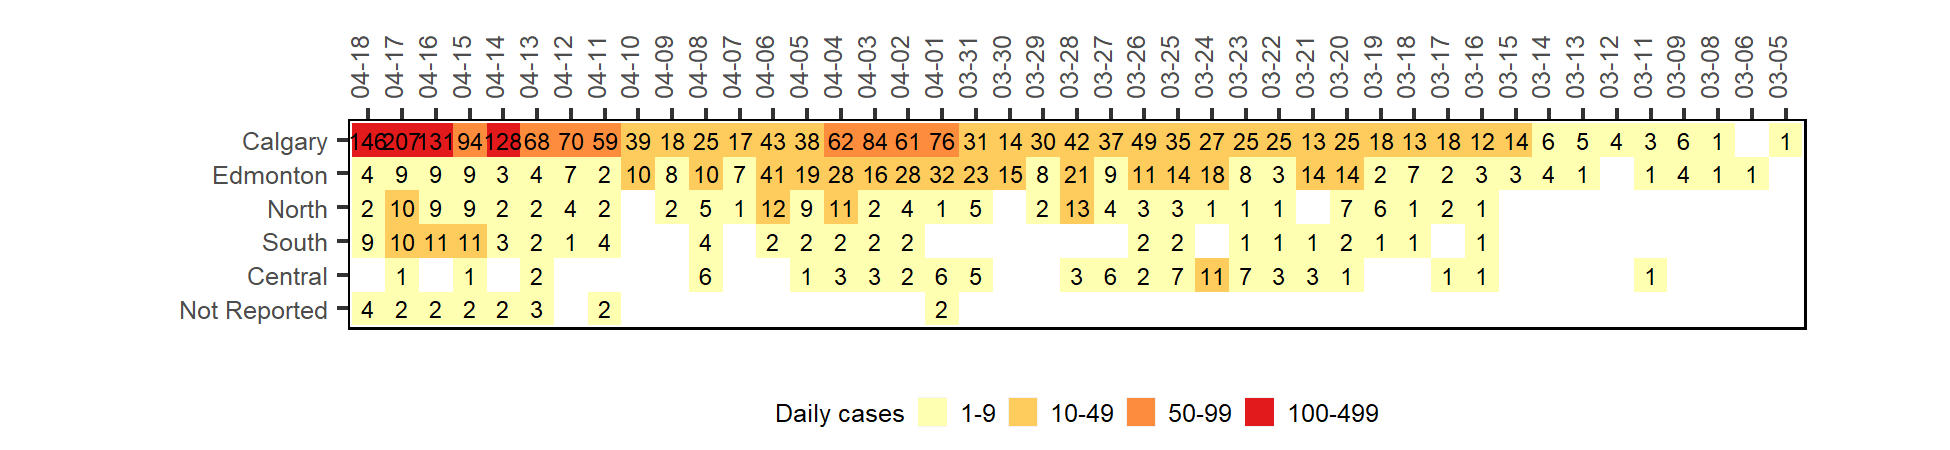 04-18 04-17 04-16 04-15 04-14 04-13 04-12 04-11 04-10 04-09 04-08 04-07 04-06 04-05 04-04 04-03 04-02 04-01 03-31 03-30 03-29 03-28 03-27 03-26 03-25 03-24 03-23 03-22 03-21 03-20 03-19 03-18 03-17 03-16 03-15 03-14 03-13 03-12 03-11 03-09 03-08 03-06 03-05
Calgary 146 207 131 94 128 68 70 59 39 18 25 17 43 38 62 84 61 76 31 14 30 42 37 49 35 27 25 25 13 25 18 13 18 12 14 6 5 4 3 6 1 1
Edmonton 4 9 9 9 3 4 7 2 10 8 10 7 41 19 28 16 28 32 23 15 8 21 9 11 14 18 8 3 14 14 2 7 2 3 3 4 1 1 4 1 1
North 2 10 9 9 2 2 4 2 2 5 1 12 9 11 2 4 1 5 2 13 4 3 3 1 1 1 7 6 1 2 1
South 9 10 11 11 3 2 1 4 4 2 2 2 2 2 2 2 1 1 1 2 1 1 1
Central 1 1 2 6 1 3 3 2 6 5 3 6 2 7 11 7 3 3 1 1 1 1
Not Reported 4 2 2 2 2 3 2 2
Daily cases 1-9 10-49 50-99 100-499